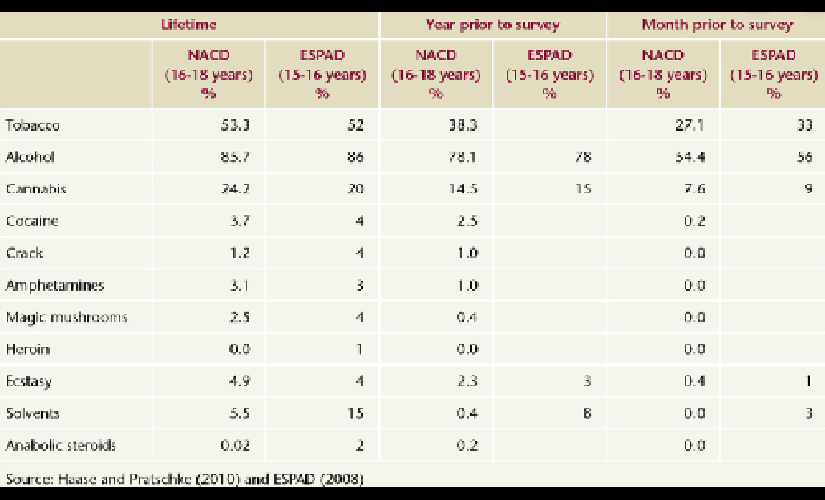 Lifetime Year prior to survey Month prior to survey
NACD ESPAD NACD ESPAD NACD ESPAD
(16-18 years) (15-16 years) (16-18 years) (15-16 years) (16-18 years) (15-16 years)
% % % % % %
Tobacco 53.3 52 38.3 27.1 33
Alcohol 85.7 86 78.1 78 54.4 56
Cannabis 24.2 20 14.5 15 7.6 9
Cocaine 3.7 4 2.5 0.2
Crack 1.2 4 1.0 0.0
Amphetamines 3.1 3 1.0 0.0
Magic mushrooms 2.5 4 0.4 0.0
Heroin 0.0 1 0.0 0.0
Ecstasy 4.9 4 2.3 3 0.4 1
Solvents 5.5 15 0.4 8 0.0 3
Anabolic steroids 0.02 2 0.2 0.0
Source: Haase and Pratschke (2010) and ESPAD (2008)